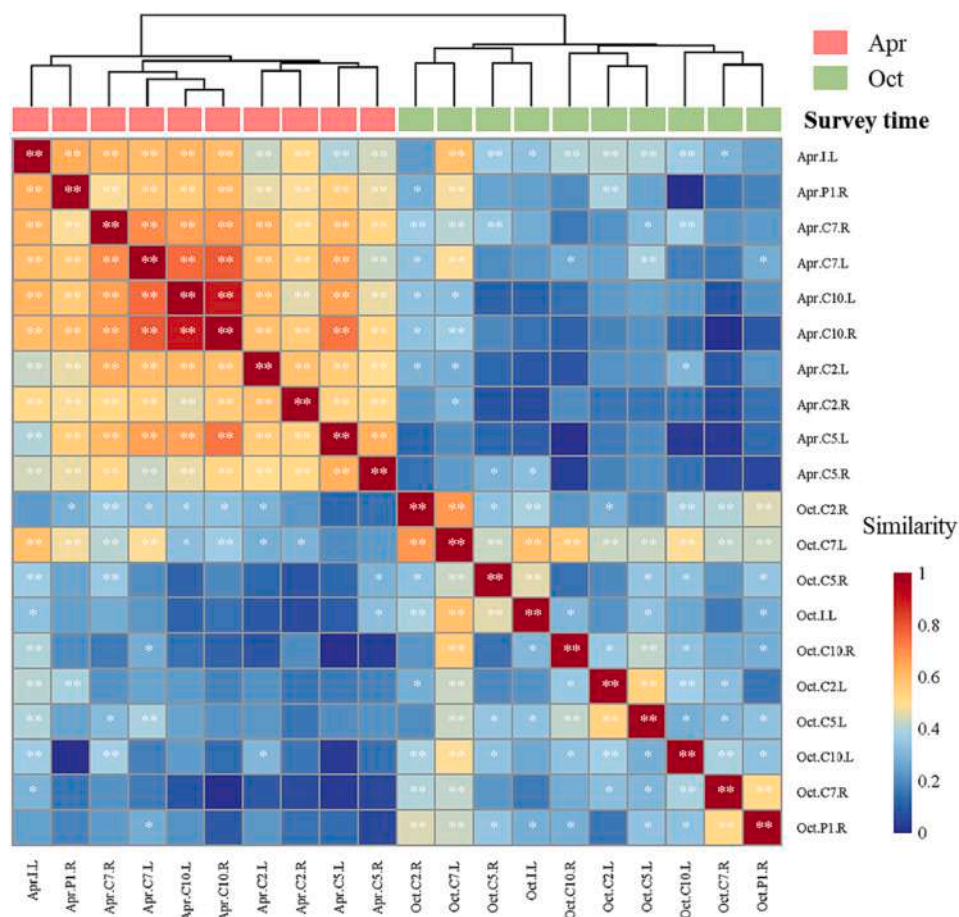 Apr
Oct
Survey time
Apr.I.L
Apr.P1.R
Apr.C7.R
Apr.C7.L
Apr.C10.L
Apr.C10.R
Apr.C2.L
Apr.C2.R
Apr.C5.L
Apr.C5.R
Oct.C2.R
Oct.C7.L
Oct.C5.R
Oct.I.L
Oct.C10.R
Oct.C2.L
Oct.C5.L
Oct.C10.L
Oct.C7.R
Oct.P1.R
Similarity
1
0.8
0.6
0.4
0.2
0
Apr.I.L
Apr.P1.R
Apr.C7.R
Apr.C7.L
Apr.C10.L
Apr.C10.R
Apr.C2.L
Apr.C2.R
Apr.C5.L
Apr.C5.R
Oct.C2.R
Oct.C7.L
Oct.C5.R
Oct.I.L
Oct.C10.R
Oct.C2.L
Oct.C5.L
Oct.C10.L
Oct.C7.R
Oct.P1.R